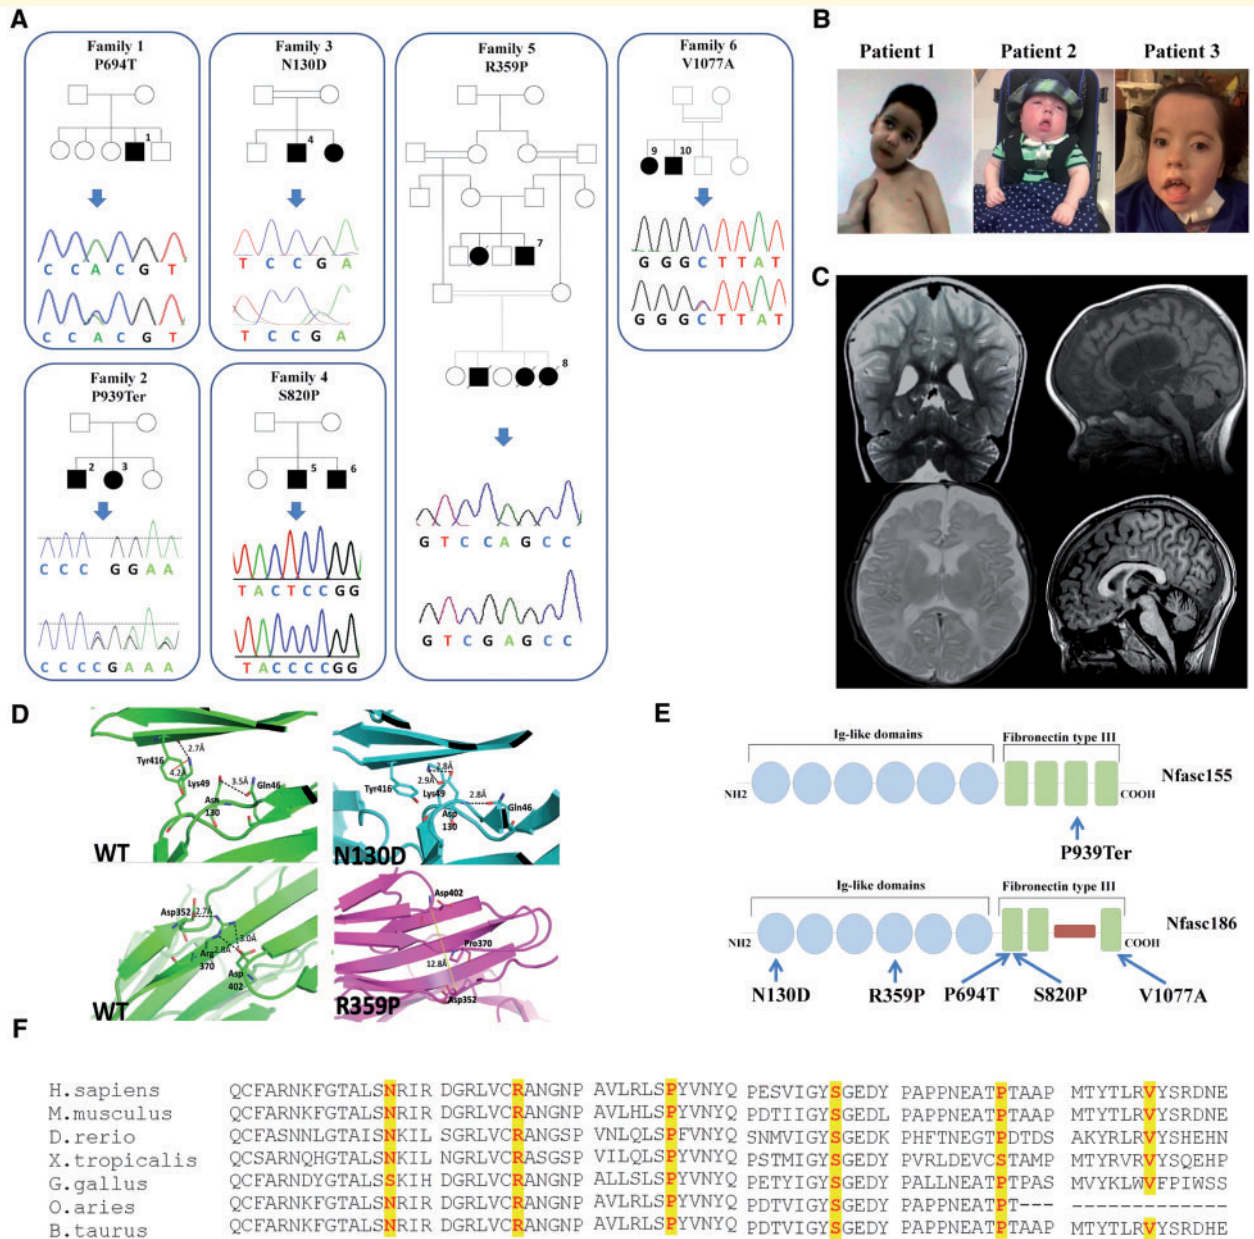 A
Family 1
P694T
1
C C A C G T
C C A C G T
Family 3
N130D
4
T C C G A
T C C G A
Family 5
R359P
7
8
G T C C A G C C
G T C G A G C C
Family 6
V1077A
9 10
G G G C T T A T
G G G C T T A T
Family 2
P939Ter
2 3
C C C G G A A
C C C C G A A A
Family 4
S820P
5 6
T A C T C C G G
T A C C C C G G
B
Patient 1 Patient 2 Patient 3
C
D
2.7Å
Tyr416
4.2Å
Lys49
3.5Å
Gln46
Asn
130
WT
2.8Å
2.9Å
Tyr416
Lys49
2.8Å
Gln46
Asp
130
N130D
Asp352
2.7Å
3.0Å
2.8Å
Arg
370
Asp
402
WT
Asp402
Pro370
12.8Å
Asp352
R359P
E
Ig-like domains Fibronectin type III
NH2 COOH Nfasc155
P939Ter
Ig-like domains Fibronectin type III
NH2 COOH Nfasc186
N130D R359P P694T S820P V1077A
F
H.sapiens QCFARNKFGTALSNRIR DGRLVCRANGNP AVLRLSPYVNYQ PESVIGYSGEDY PAPPNEATPTAAP MTYTLRVYSRDNE
M.musculus QCFARNKFGTALSNRIR DGRLVCRANGNP AVLHLSPYVNYQ PDTIIGYSGEDL PAPPNEATPTAAP MTYTLRVYSRDNE
D.rerio QCFASNNLGTAISNKIL SGRLVCRANGSP VNLQLSPFVNYQ SNMVIGYSGEDK PHFTNEGTPDTDS AKYRLRVYSHEHN
X.tropicalis QCSARNQHGTALSNKIL NGRLVCRASGSP VILQLSPYVNYQ PSTMIGYSGEDY PVRLDEVCSTAMP MTYRVRVYSQEHP
G.gallus QCFARNDYGTALSSKIH DGRLVCRANGNP ALLSLSPYVNYQ PETYIGYSGEDY PALLNEATPTPAS MVYKLWVFPIWSS
O.aries QCFARNKFGTALSNRIR DGRLVCRANGNP AVLRLSPYVNYQ PDTVIGYSGEDY PAPPNEATPT--- -------------
B.taurus QCFARNKFGTALSNRIR DGRLVCRANGNP AVLRLSPYVNYQ PDTVIGYSGEDY PAPPNEATPTAAP MTYTLRVYSRDHE